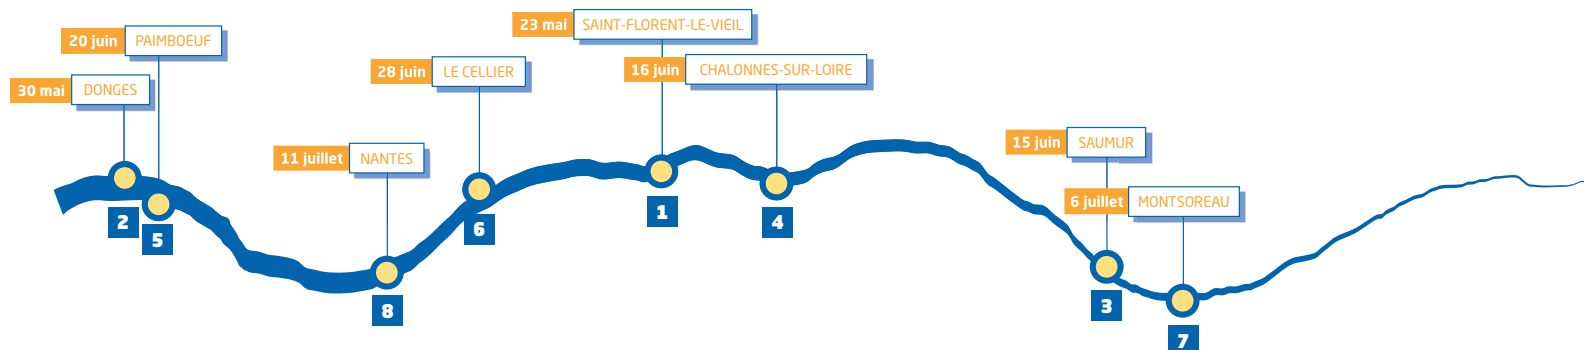 23 mai SAINT-FLORENT-LE-VIEIL
20 juin PAIMBOEUF
28 juin LE CELLIER
16 juin CHALONNES-SUR-LOIRE
30 mai DONGES
15 juin SAUMUR
11 juillet NANTES
6 juillet MONTSOREAU
2
5
6
1
4
8
3
7